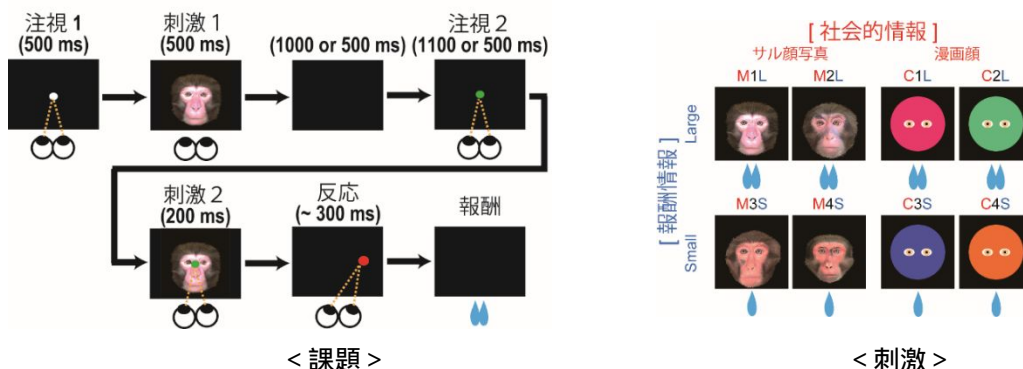 注視1
(500 ms)
刺激1
(500 ms)
(1000 or 500 ms)
注視2
(1100 or 500 ms)
刺激2
(200 ms)
反応
(~ 300 ms)
報酬
<課題>
[ 社会的情報 ]
サル顔写真
漫画顔
[ 報酬情報 ]
Large
M1L M2L C1L C2L
Small
M3S M4S C3S C4S
<刺激>